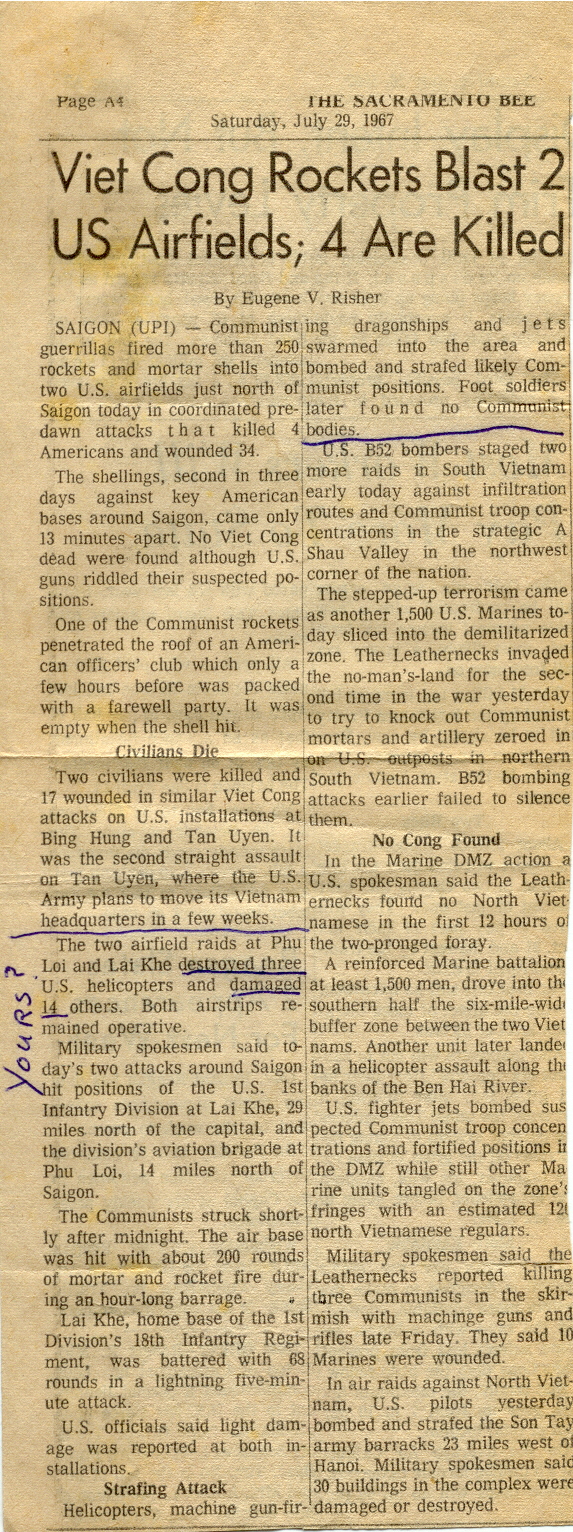 Page A4
THE SACRAMENTO BEE
Saturday, July 29, 1967
Viet Cong Rockets Blast 2
US Airfields; 4 Are Killed
By Eugene V. Risher
SAIGON (UPI) — Communist
guerrillas fired more than 250
rockets and mortar shells into
two U.S. airfields just north of
Saigon today in coordinated pre-
dawn attacks that killed 4
Americans and wounded 34.
The shellings, second in three
days against key American
bases around Saigon, came only
13 minutes apart. No Viet Cong
dead were found although U.S.
guns riddled their suspected po-
sitions.
One of the Communist rockets
penetrated the roof of an Ameri-
can officers' club which only a
few hours before was packed
with a farewell party. It was
empty when the shell hit.
Civilians Die
Two civilians were killed and
17 wounded in similar Viet Cong
attacks on U.S. installations at
Bing Hung and Tan Uyen. It
was the second straight assault
on Tan Uyen, where the U.S.
Army plans to move its Vietnam
headquarters in a few weeks.
The two airfield raids at Phu
Loi and Lai Khe destroyed three
U.S. helicopters and damaged
14 others. Both airstrips re-
mained operative.
YOURS?
Military spokesmen said to-
day's two attacks around Saigon
hit positions of the U.S. 1st
Infantry Division at Lai Khe, 29
miles north of the capital, and
the division's aviation brigade at
Phu Loi, 14 miles north of
Saigon.
The Communists struck short-
ly after midnight. The air base
was hit with about 200 rounds
of mortar and rocket fire dur-
ing an hour-long barrage.
Lai Khe, home base of the 1st
Division's 18th Infantry Regi-
ment, was battered with 68
rounds in a lightning five-min-
ute attack.
U.S. officials said light dam-
age was reported at both in-
stallations.
Strafing Attack
Helicopters, machine gun-fir-
ing dragonships and jets
swarmed into the area and
bombed and strafed likely Com-
munist positions. Foot soldiers
later found no Communist
bodies.
U.S. B52 bombers staged two
more raids in South Vietnam
early today against infiltration
routes and Communist troop con-
centrations in the strategic A
Shau Valley in the northwest
corner of the nation.
The stepped-up terrorism came
as another 1,500 U.S. Marines to-
day sliced into the demilitarized
zone. The Leathernecks invaded
the no-man's-land for the sec-
ond time in the war yesterday
to try to knock out Communist
mortars and artillery zeroed in
on U.S. outposts in northern
South Vietnam. B52 bombing
attacks earlier failed to silence
them.
No Cong Found
In the Marine DMZ action a
U.S. spokesman said the Leath-
ernecks found no North Viet-
namese in the first 12 hours of
the two-pronged foray.
A reinforced Marine battalion,
at least 1,500 men, drove into the
southern half the six-mile-wide
buffer zone between the two Viet
nams. Another unit later landed
in a helicopter assault along the
banks of the Ben Hai River.
U.S. fighter jets bombed sus
pected Communist troop concen
trations and fortified positions in
the DMZ while still other Ma
rine units tangled on the zone's
fringes with an estimated 120
north Vietnamese regulars.
Military spokesmen said the
Leathernecks reported killing
three Communists in the skir-
mish with machinge guns and
rifles late Friday. They said 10
Marines were wounded.
In air raids against North Viet-
nam, U.S. pilots yesterday
bombed and strafed the Son Tay
army barracks 23 miles west of
Hanoi. Military spokesmen said
30 buildings in the complex were
damaged or destroyed.